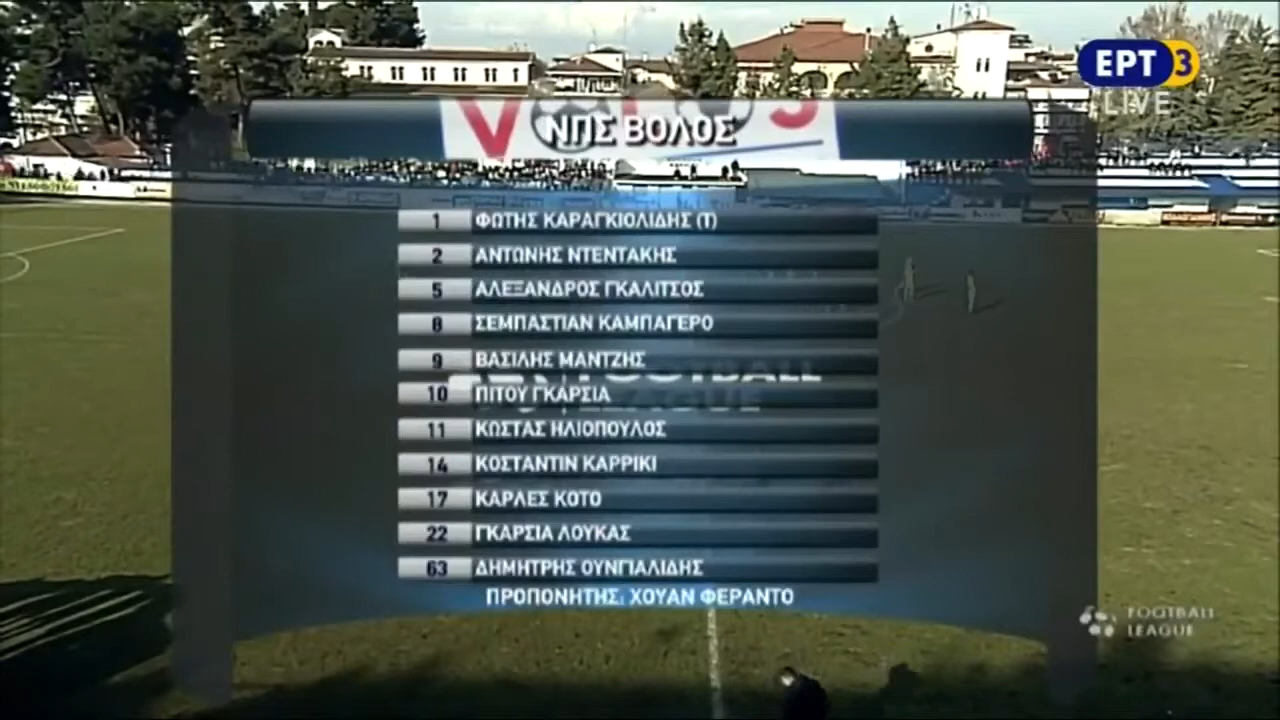 ΕΡΤ 3
LIVE
ΝΠΣ ΒΟΛΟΣ
1 ΦΩΤΗΣ ΚΑΡΑΓΚΙΟΛΙΔΗΣ (Τ)
2 ΑΝΤΩΝΗΣ ΝΤΕΝΤΑΚΗΣ
5 ΑΛΕΞΑΝΔΡΟΣ ΓΚΑΛΙΤΣΟΣ
8 ΣΕΜΠΑΣΤΙΑΝ ΚΑΜΠΑΓΕΡΟ
9 ΒΑΣΙΛΗΣ ΜΑΝΤΖΗΣ
10 ΠΙΤΟΥ ΓΚΑΡΣΙΑ
11 ΚΩΣΤΑΣ ΗΛΙΟΠΟΥΛΟΣ
14 ΚΟΣΤΑΝΤΙΝ ΚΑΡΡΙΚΙ
17 ΚΑΡΛΕΣ ΚΟΤΟ
22 ΓΚΑΡΣΙΑ ΛΟΥΚΑΣ
63 ΔΗΜΗΤΡΗΣ ΟΥΝΓΙΑΛΙΔΗΣ
ΠΡΟΠΟΝΗΤΗΣ: ΧΟΥΑΝ ΦΕΡΑΝΤΟ
FOOTBALL
LEAGUE